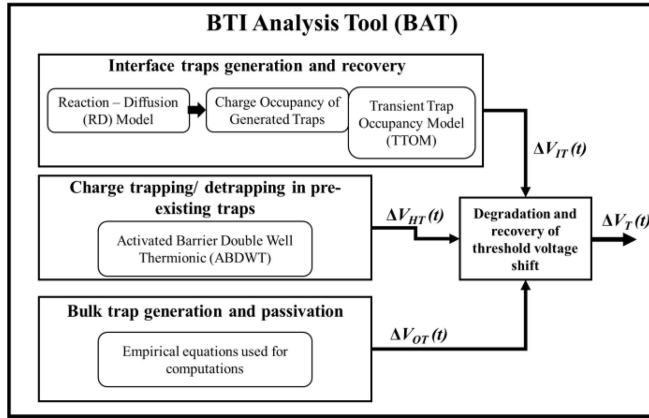 BTI Analysis Tool (BAT)
Interface traps generation and recovery
Reaction – Diffusion
(RD) Model
Charge Occupancy of
Generated Traps
Transient Trap
Occupancy Model
(TTOM)
ΔV_IT(t)
Charge trapping/ detrapping in pre-
existing traps
Activated Barrier Double Well
Thermionic (ABDWT)
ΔV_HT(t)
Degradation and
recovery of
threshold voltage
shift
ΔV_T(t)
Bulk trap generation and passivation
Empirical equations used for
computations
ΔV_OT(t)